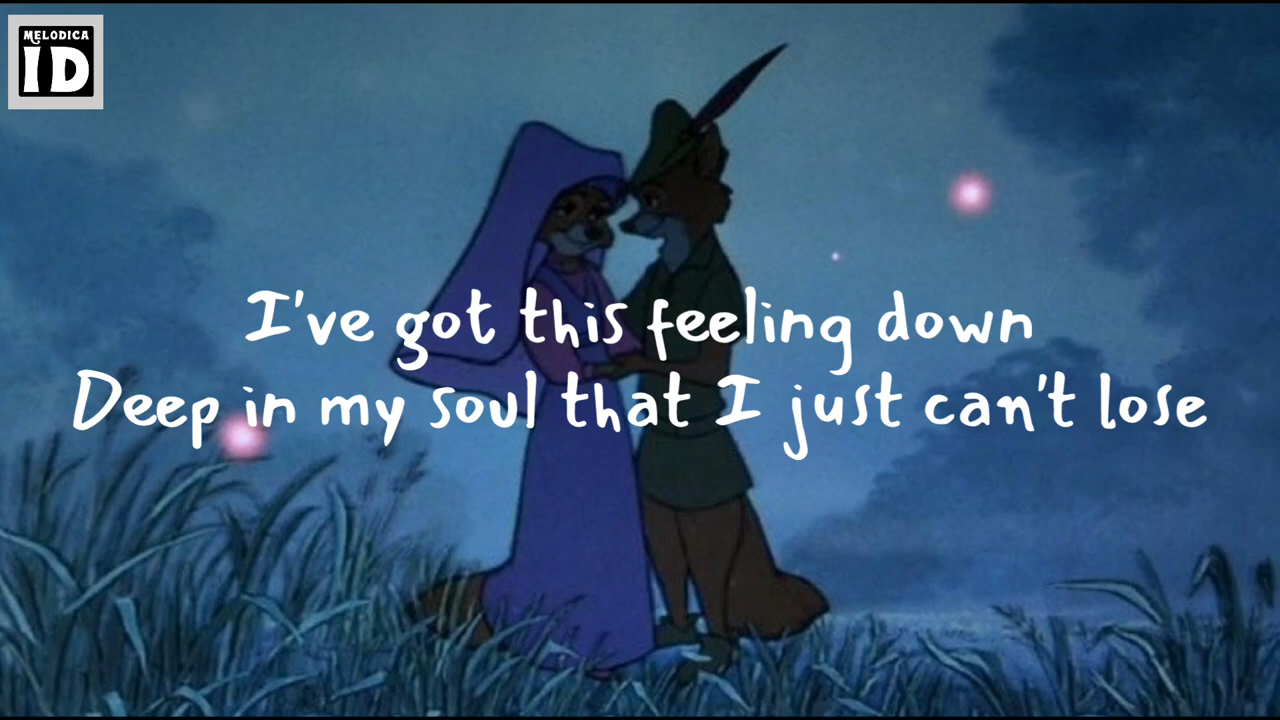 MELODICA
ID
I've got this feeling down
Deep in my soul that I just can't lose